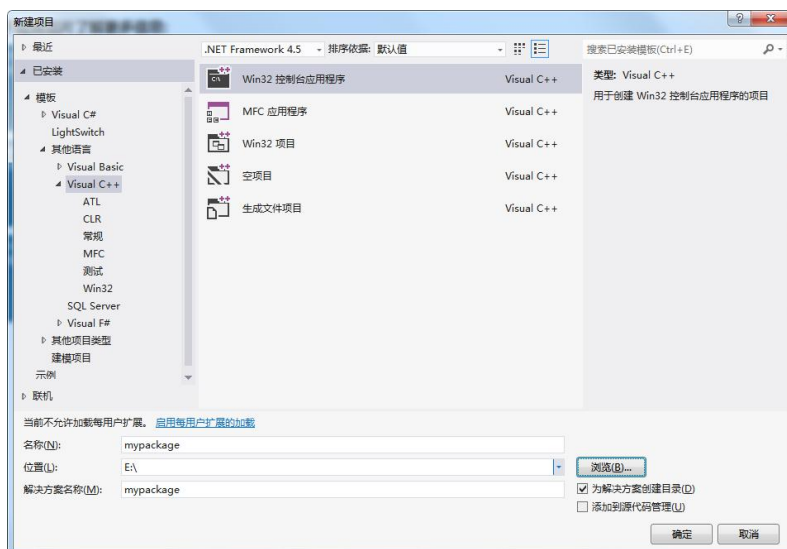 新建项目
最近
.NET Framework 4.5 排序依据: 默认值
搜索已安装模板(Ctrl+E)
已安装
模板
Visual C#
LightSwitch
其他语言
Visual Basic
Visual C++
ATL
CLR
常规
MFC
测试
Win32
SQL Server
Visual F#
其他项目类型
建模项目
示例
联机
Win32 控制台应用程序 Visual C++
MFC 应用程序 Visual C++
Win32 项目 Visual C++
空项目 Visual C++
生成文件项目 Visual C++
类型: Visual C++
用于创建 Win32 控制台应用程序的项目
当前不允许加载每用户扩展。 启用每用户扩展的加载
名称(N): mypackage
位置(L): E:\ 浏览(B)...
解决方案名称(M): mypackage
为解决方案创建目录(D)
添加到源代码管理(U)
确定 取消